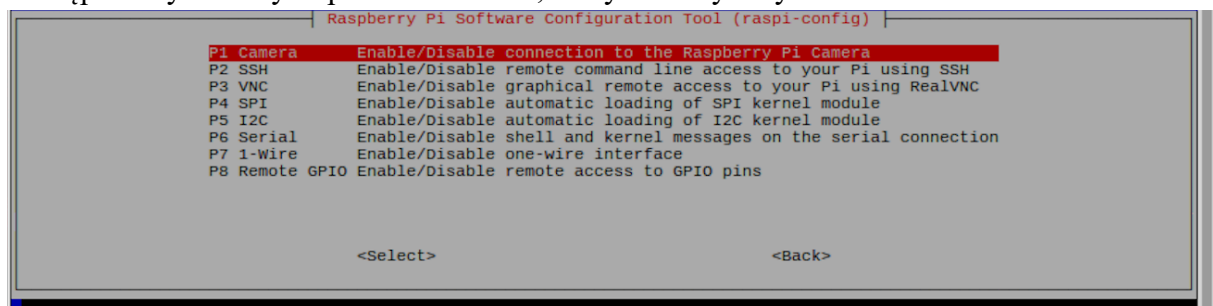 Raspberry Pi Software Configuration Tool (raspi-config)
P1 Camera Enable/Disable connection to the Raspberry Pi Camera
P2 SSH Enable/Disable remote command line access to your Pi using SSH
P3 VNC Enable/Disable graphical remote access to your Pi using RealVNC
P4 SPI Enable/Disable automatic loading of SPI kernel module
P5 I2C Enable/Disable automatic loading of I2C kernel module
P6 Serial Enable/Disable shell and kernel messages on the serial connection
P7 1-Wire Enable/Disable one-wire interface
P8 Remote GPIO Enable/Disable remote access to GPIO pins
<Select> <Back>